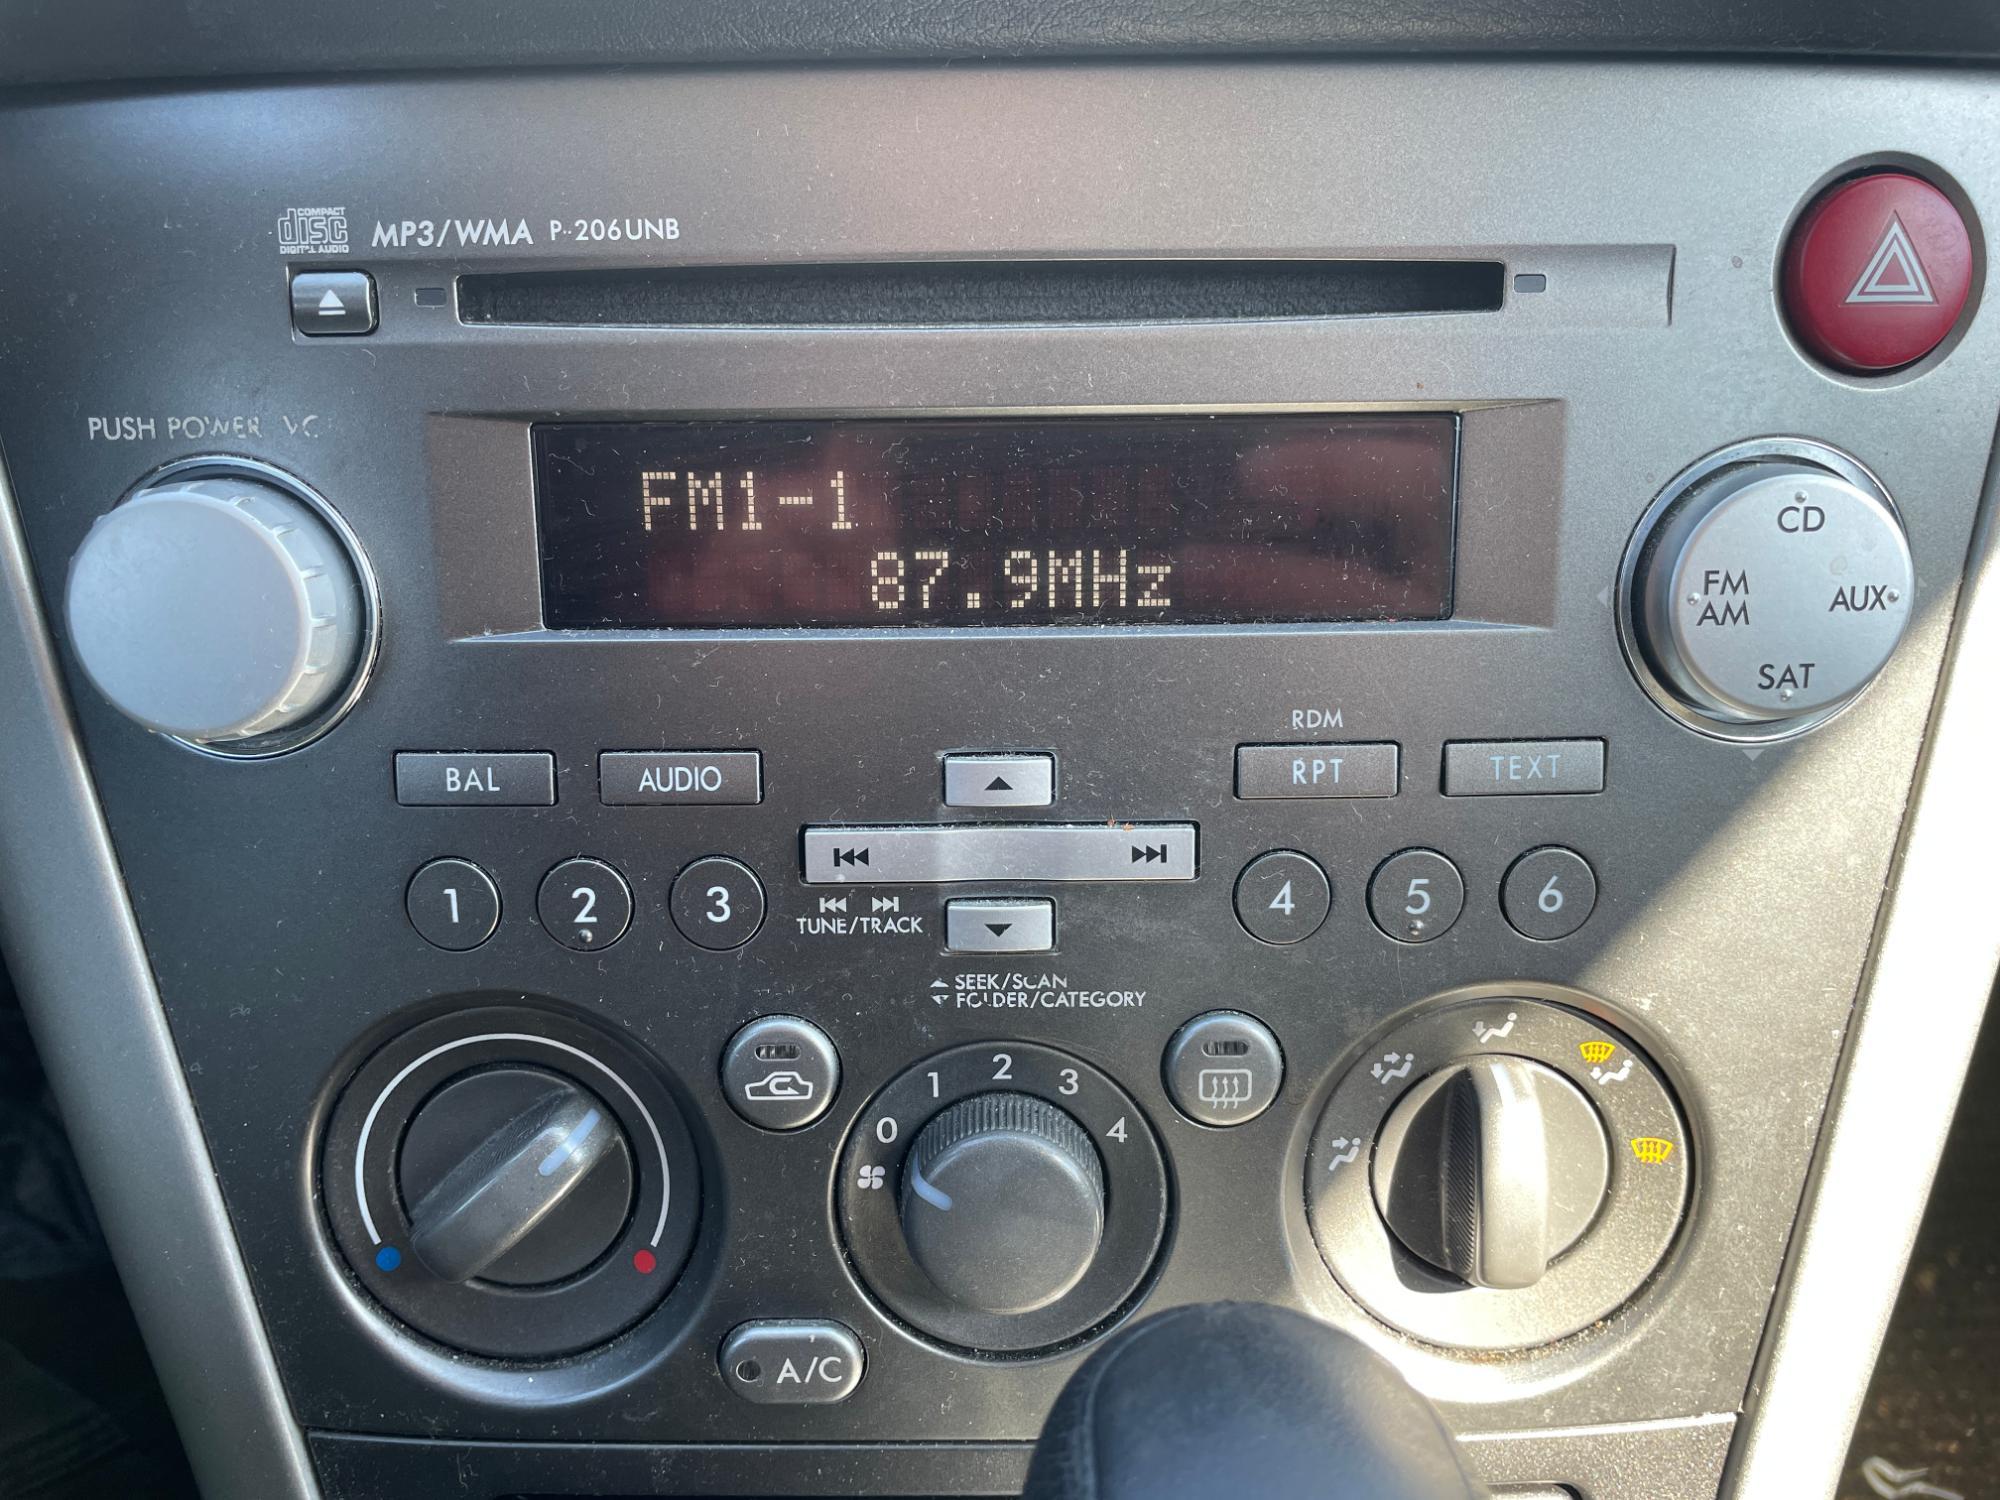 COMPACT
disc
DIGITAL AUDIO
MP3/WMA P-206UNB
PUSH POWER
FM1-1
87.9MHz
CD
FM
AM
AUX
SAT
RDM
BAL
AUDIO
RPT
TEXT
1
2
3
4
5
6
TUNE/TRACK
SEEK/SCAN
FOLDER/CATEGORY
0
1
2
3
4
A/C